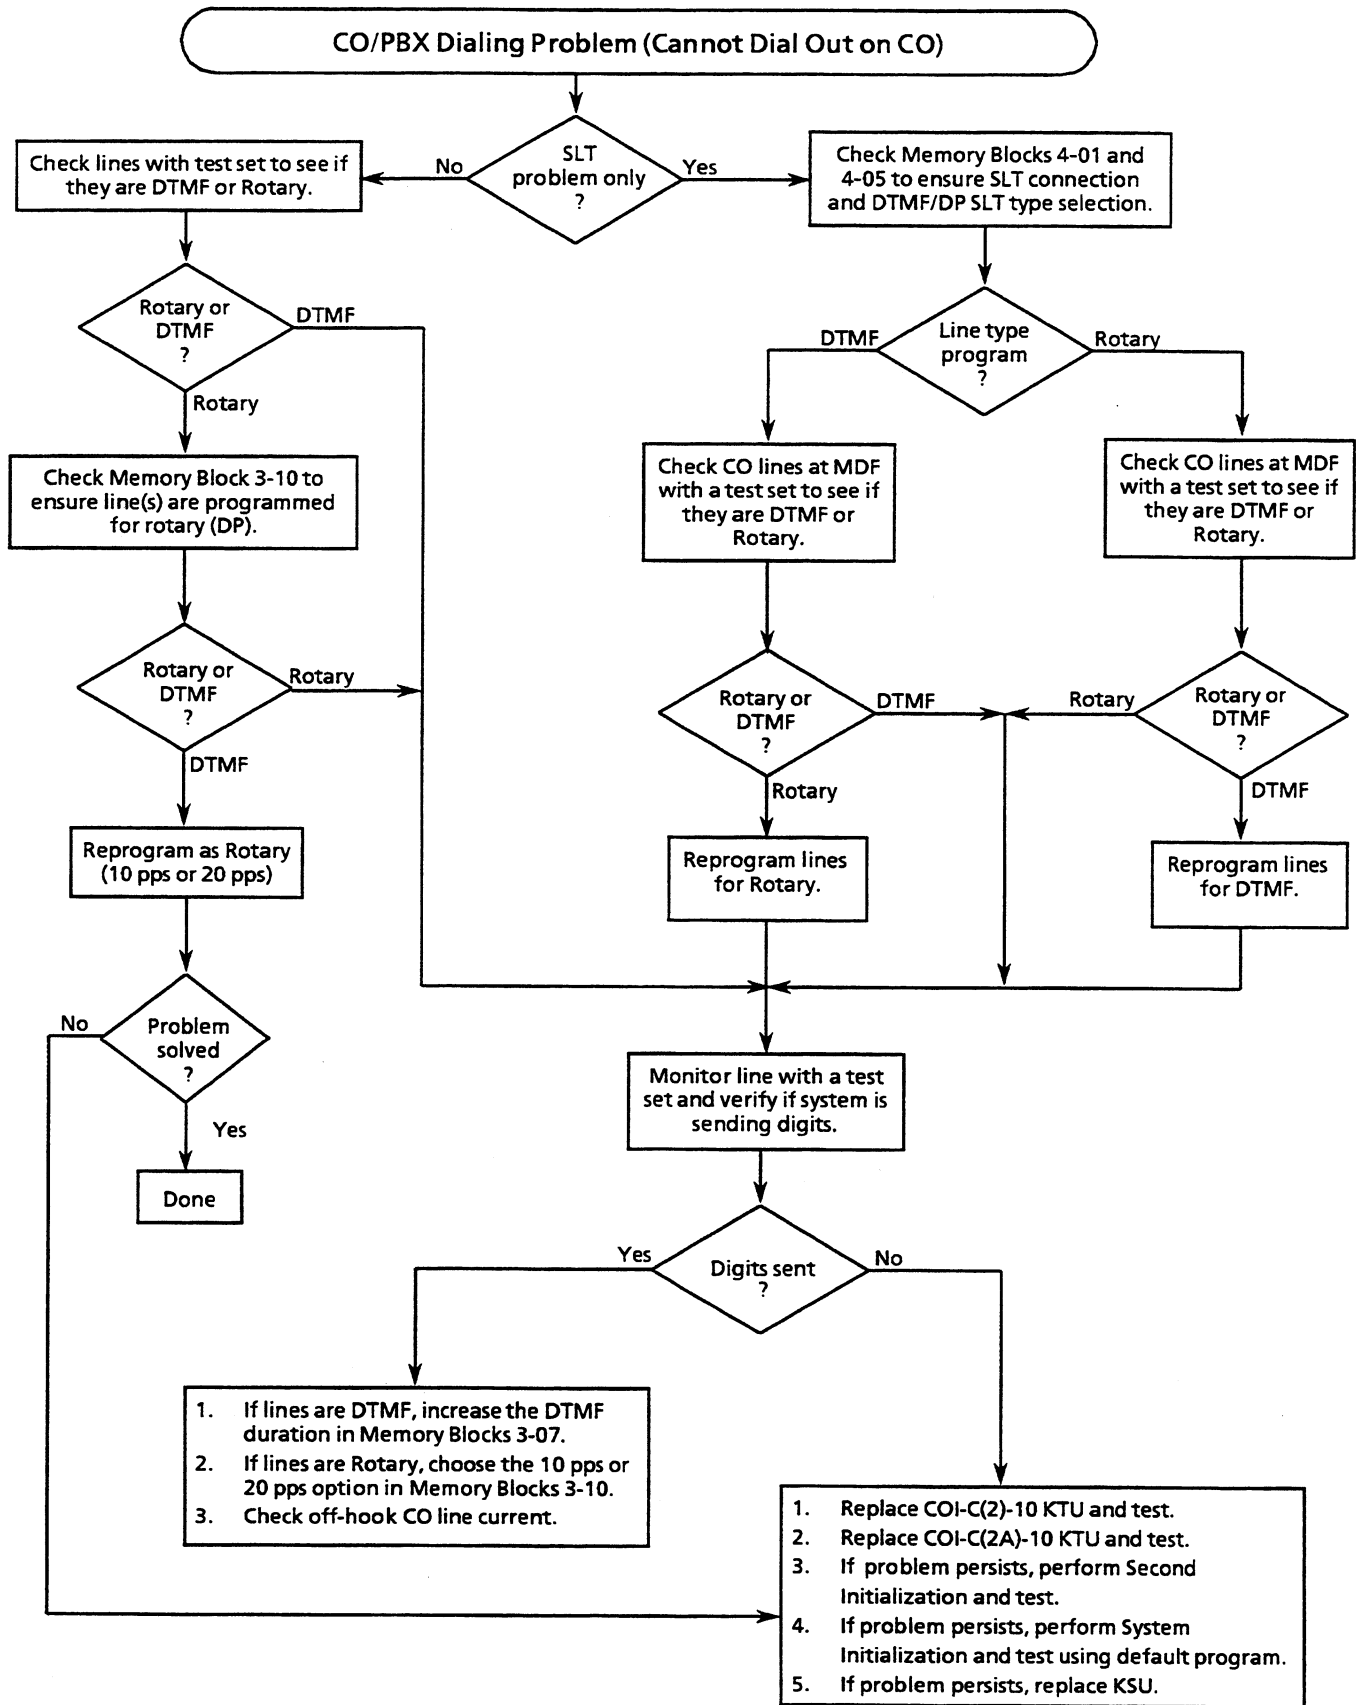 CO/PBX Dialing Problem (Cannot Dial Out on CO)
Check lines with test set to see if
they are DTMF or Rotary.
No
SLT
problem only
?
Yes
Check Memory Blocks 4-01 and
4-05 to ensure SLT connection
and DTMF/DP SLT type selection.
Rotary or
DTMF
?
DTMF
Rotary
DTMF
Line type
program
?
Rotary
Check Memory Block 3-10 to
ensure line(s) are programmed
for rotary (DP).
Check CO lines at MDF
with a test set to see if
they are DTMF or
Rotary.
Check CO lines at MDF
with a test set to see if
they are DTMF or
Rotary.
Rotary or
DTMF
?
Rotary
DTMF
Rotary or
DTMF
?
DTMF
Rotary
Rotary
Rotary or
DTMF
?
DTMF
Reprogram as Rotary
(10 pps or 20 pps)
Reprogram lines
for Rotary.
Reprogram lines
for DTMF.
No
Problem
solved
?
Yes
Done
Monitor line with a test
set and verify if system is
sending digits.
Yes
Digits sent
?
No
1. If lines are DTMF, increase the DTMF
duration in Memory Blocks 3-07.
2. If lines are Rotary, choose the 10 pps or
20 pps option in Memory Blocks 3-10.
3. Check off-hook CO line current.
1. Replace COI-C(2)-10 KTU and test.
2. Replace COI-C(2A)-10 KTU and test.
3. If problem persists, perform Second
Initialization and test.
4. If problem persists, perform System
Initialization and test using default program.
5. If problem persists, replace KSU.